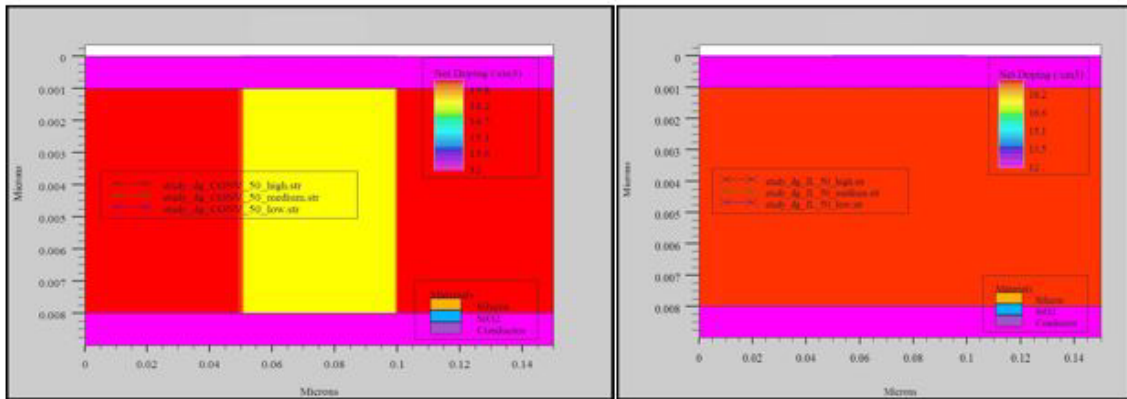 Net Doping (/cm3)
Materials
Silicon
SiO2
Conductor
study_dg_CONV_50_high.str
study_dg_CONV_50_medium.str
study_dg_CONV_50_low.str
0
0.001
0.002
0.003
0.004
0.005
0.006
0.007
0.008
Microns
0
0.02
0.04
0.06
0.08
0.1
0.12
0.14
Microns
Net Doping (/cm3)
study_dg_JL_50_high.str
study_dg_JL_50_medium.str
study_dg_JL_50_low.str
Materials
Silicon
SiO2
Conductor
0
0.001
0.002
0.003
0.004
0.005
0.006
0.007
0.008
Microns
0
0.02
0.04
0.06
0.08
0.1
0.12
0.14
Microns